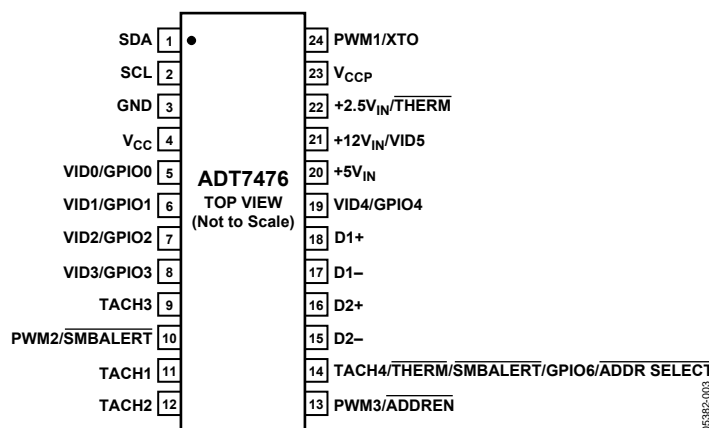 SDA 1
SCL 2
GND 3
VCC 4
VID0/GPIO0 5
VID1/GPIO1 6
VID2/GPIO2 7
VID3/GPIO3 8
TACH3 9
PWM2/SMBALERT 10
TACH1 11
TACH2 12
ADT7476
TOP VIEW
(Not to Scale)
24 PWM1/XTO
23 VCCP
22 +2.5VIN/THERM
21 +12VIN/VID5
20 +5VIN
19 VID4/GPIO4
18 D1+
17 D1–
16 D2+
15 D2–
14 TACH4/THERM/SMBALERT/GPIO6/ADDR SELECT
13 PWM3/ADDREN
05382-003